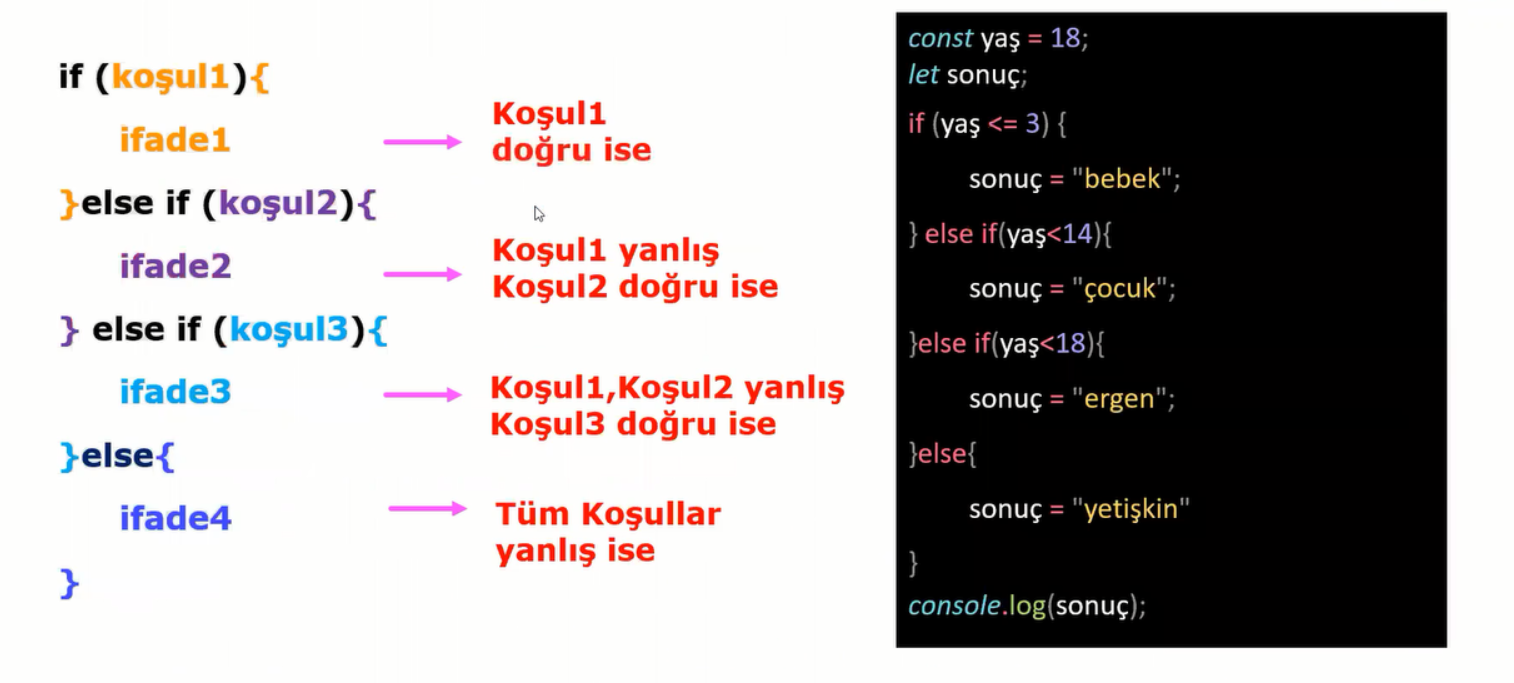 if (koşul1){
ifade1
}else if (koşul2){
ifade2
} else if (koşul3){
ifade3
}else{
ifade4
}
Koşul1
doğru ise
Koşul1 yanlış
Koşul2 doğru ise
Koşul1,Koşul2 yanlış
Koşul3 doğru ise
Tüm Koşullar
yanlış ise
const yaş = 18;
let sonuç;
if (yaş <= 3) {
sonuç = "bebek";
} else if(yaş<14){
sonuç = "çocuk";
}else if(yaş<18){
sonuç = "ergen";
}else{
sonuç = "yetişkin"
}
console.log(sonuç);